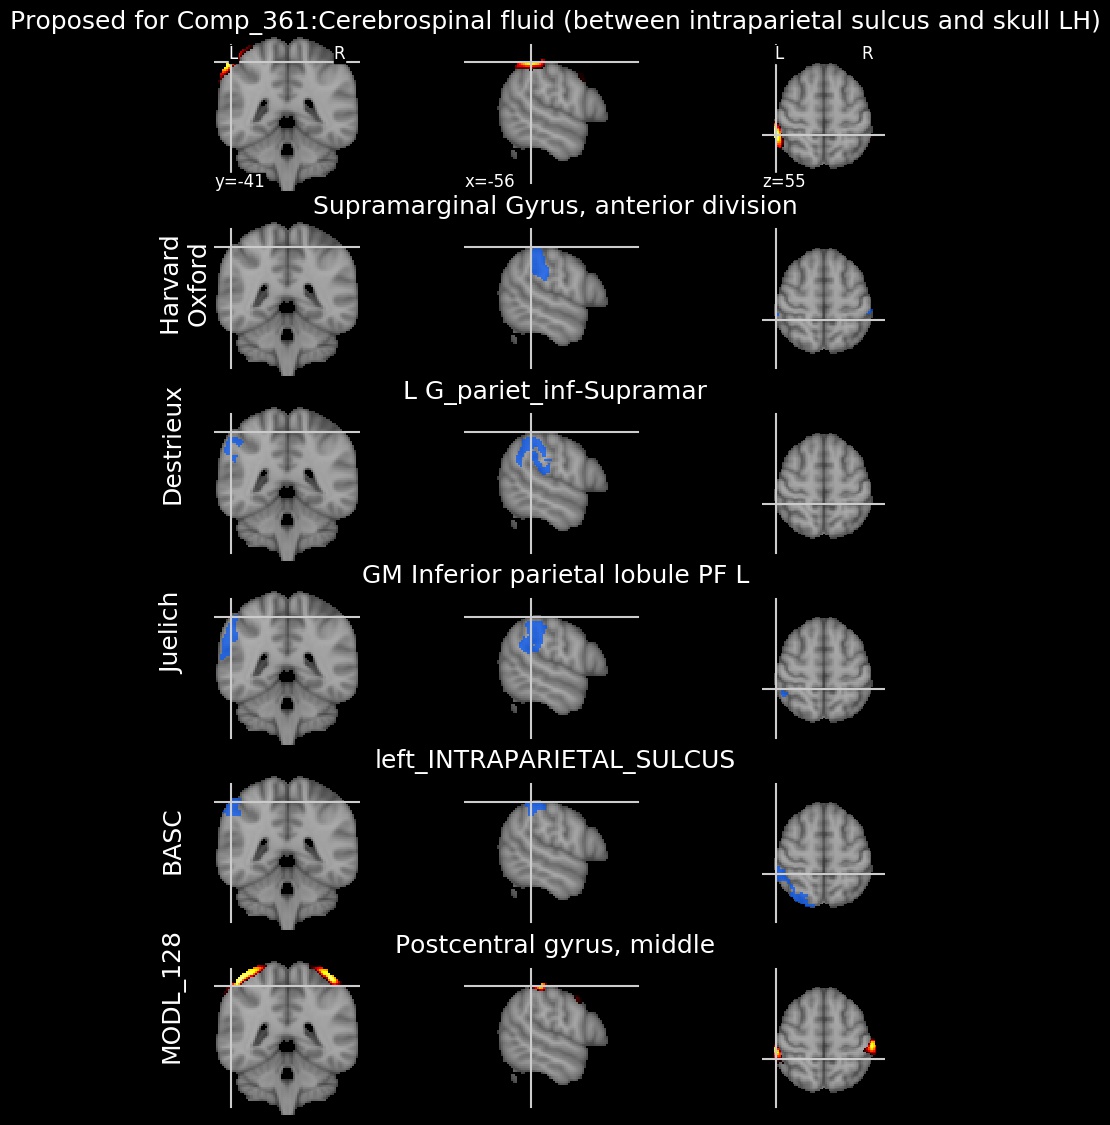 Proposed for Comp_361:Cerebrospinal fluid (between intraparietal sulcus and skull LH)
L R
L R
y=-41
x=-56
z=55
Supramarginal Gyrus, anterior division
Harvard
Oxford
L G_pariet_inf-Supramar
Destrieux
GM Inferior parietal lobule PF L
Juelich
left_INTRAPARIETAL_SULCUS
BASC
Postcentral gyrus, middle
MODL_128